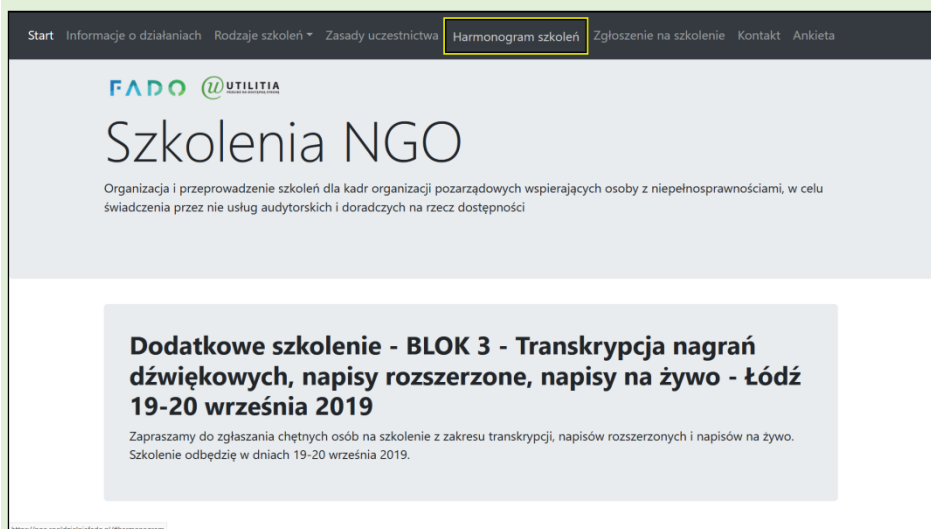 Start Informacje o działaniach Rodzaje szkoleń Zasady uczestnictwa Harmonogram szkoleń Zgłoszenie na szkolenie Kontakt Ankieta
FADO UTILITIA
Szkolenia NGO
Organizacja i przeprowadzenie szkoleń dla kadr organizacji pozarządowych wspierających osoby z niepełnosprawnościami, w celu
świadczenia przez nie usług audytorskich i doradczych na rzecz dostępności
Dodatkowe szkolenie - BLOK 3 - Transkrypcja nagrań
dźwiękowych, napisy rozszerzone, napisy na żywo - Łódź
19-20 września 2019
Zapraszamy do zgłaszania chętnych osób na szkolenie z zakresu transkrypcji, napisów rozszerzonych i napisów na żywo.
Szkolenie odbędzię w dniach 19-20 września 2019.